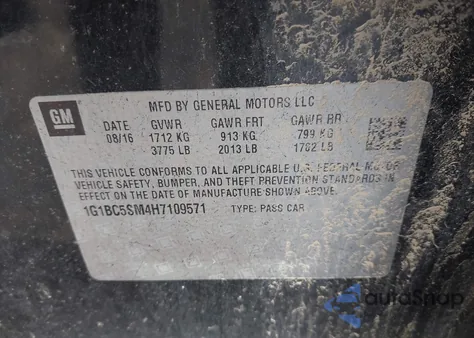 GM
MFD BY GENERAL MOTORS LLC
DATE GVWR GAWR FRT GAWR RR
08/16 1712 KG 913 KG 799 KG
3775 LB 2013 LB 1762 LB
THIS VEHICLE CONFORMS TO ALL APPLICABLE U.S. FEDERAL MOTOR
VEHICLE SAFETY, BUMPER, AND THEFT PREVENTION STANDARDS
IN EFFECT ON THE DATE OF MANUFACTURE SHOWN ABOVE.
1G1BC5SM4H7109571 TYPE: PASS CAR
autoSnap